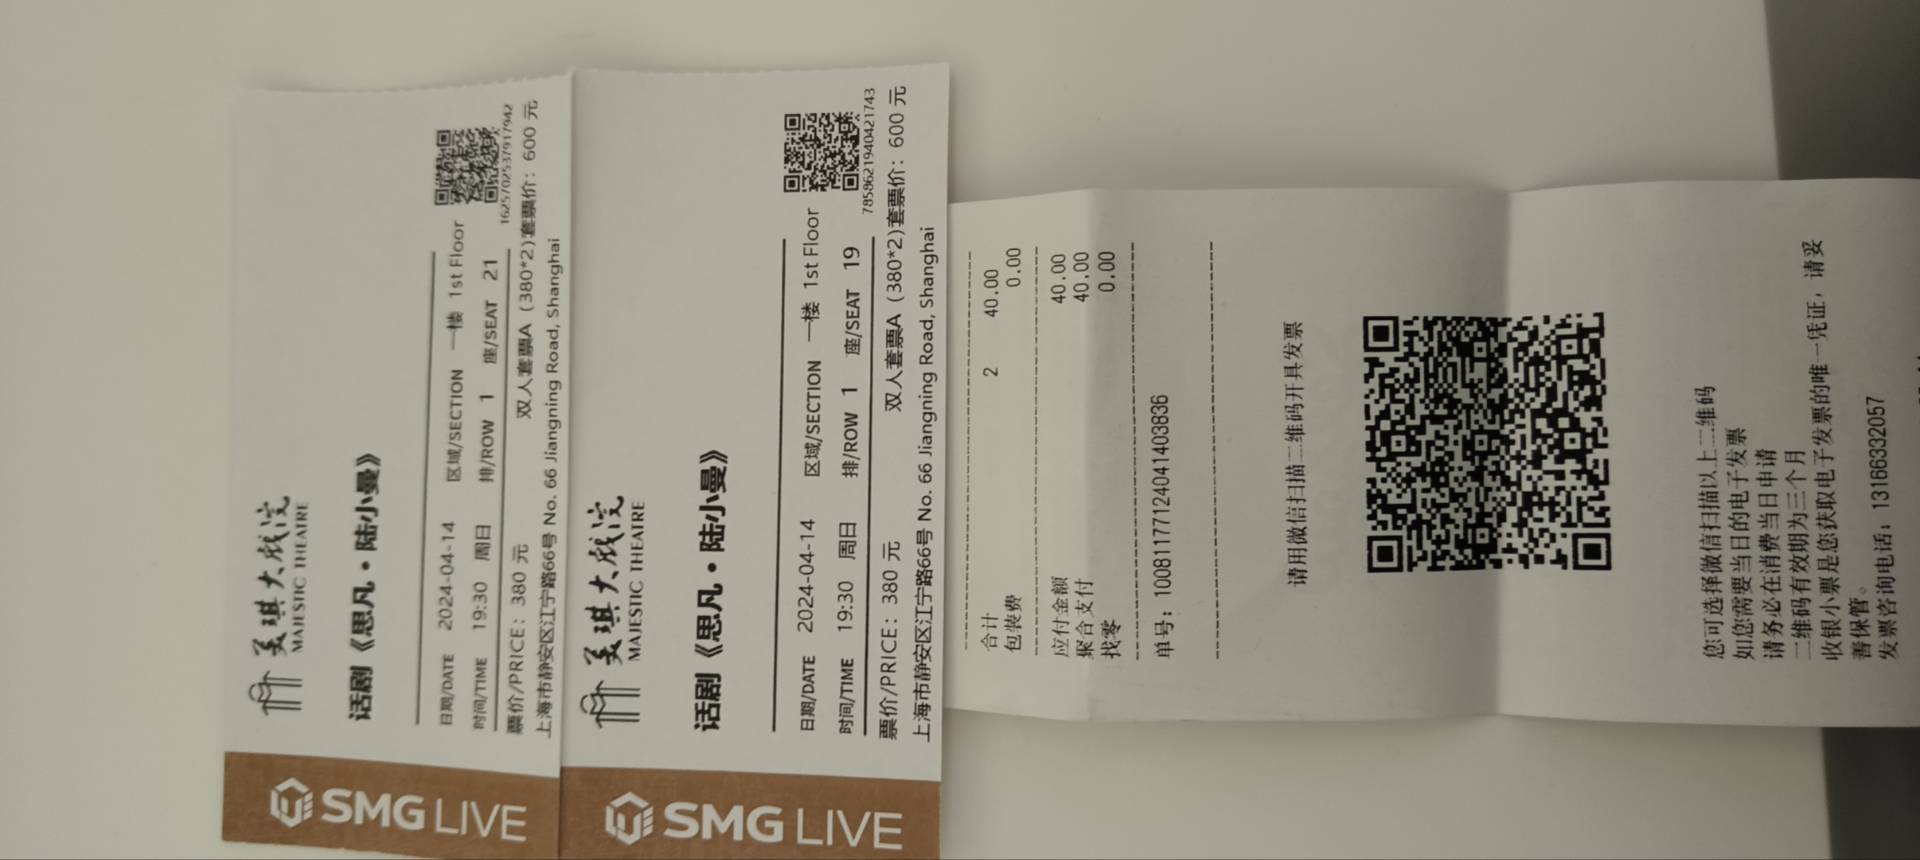 美琪大戏院
MAJESTIC THEATRE
话剧《思凡·陆小曼》
日期/DATE 2024-04-14 区域/SECTION 一楼 1st Floor
时间/TIME 19:30 周日 排/ROW 1 座/SEAT 21
162570253791794​2
票价/PRICE: 380 元 双人套票A (380*2)套票价: 600 元
上海市静安区江宁路66号 No. 66 Jiangning Road, Shanghai
SMG LIVE
美琪大戏院
MAJESTIC THEATRE
话剧《思凡·陆小曼》
日期/DATE 2024-04-14 区域/SECTION 一楼 1st Floor
时间/TIME 19:30 周日 排/ROW 1 座/SEAT 19
785862194042​1743
票价/PRICE: 380 元 双人套票A (380*2)套票价: 600 元
上海市静安区江宁路66号 No. 66 Jiangning Road, Shanghai
SMG LIVE
合计 2 40.00
包装费 0.00
应付金额 40.00
聚合支付 40.00
找零 0.00
单号: 10081177124041403836
请用微信扫描二维码开具发票
您可选择微信扫描以上二维码
如您需要当日的电子发票
请务必在消费当日申请
二维码有效期为三个月
收银小票是您获取电子发票的唯一凭证, 请妥
善保管。
发票咨询电话: 13166332057